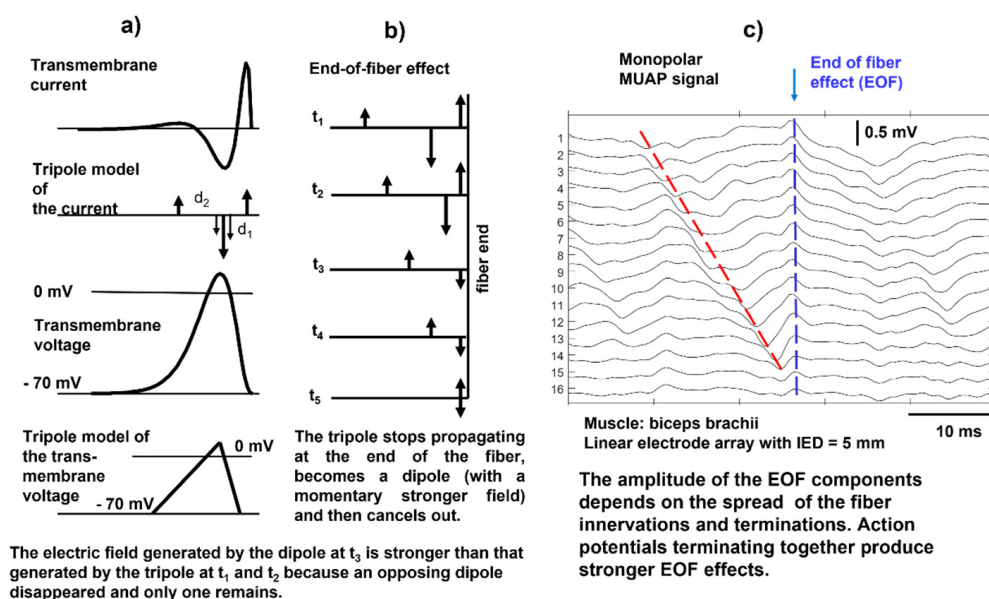 a)
Transmembrane
current
Tripole model
of
the current
d2
d1
0 mV
Transmembrane
voltage
- 70 mV
Tripole model of
the trans-
membrane
voltage
0 mV
- 70 mV
b)
End-of-fiber effect
t1
t2
t3
t4
t5
fiber end
The tripole stops propagating
at the end of the fiber,
becomes a dipole (with a
momentary stronger field)
and then cancels out.
The electric field generated by the dipole at t3 is stronger than that
generated by the tripole at t1 and t2 because an opposing dipole
disappeared and only one remains.
c)
Monopolar
MUAP signal
End of fiber
effect (EOF)
0.5 mV
1
2
3
4
5
6
7
8
9
10
11
12
13
14
15
16
10 ms
Muscle: biceps brachii
Linear electrode array with IED = 5 mm
The amplitude of the EOF components
depends on the spread of the fiber
innervations and terminations. Action
potentials terminating together produce
stronger EOF effects.